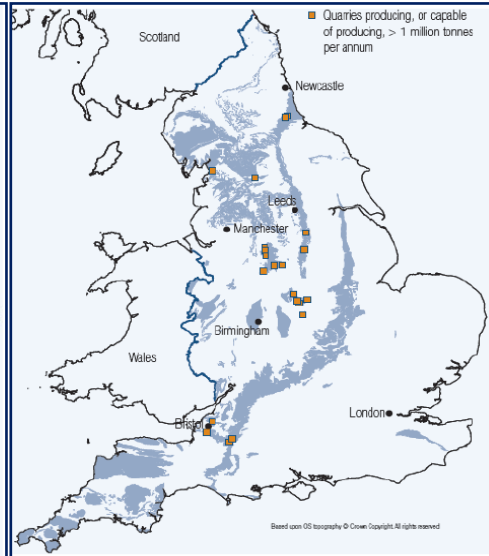 Quarries producing, or capable
of producing, > 1 million tonnes
per annum
Scotland
Newcastle
Leeds
Manchester
Birmingham
Wales
London
Bristol
Based upon OS topography © Crown Copyright. All rights reserved